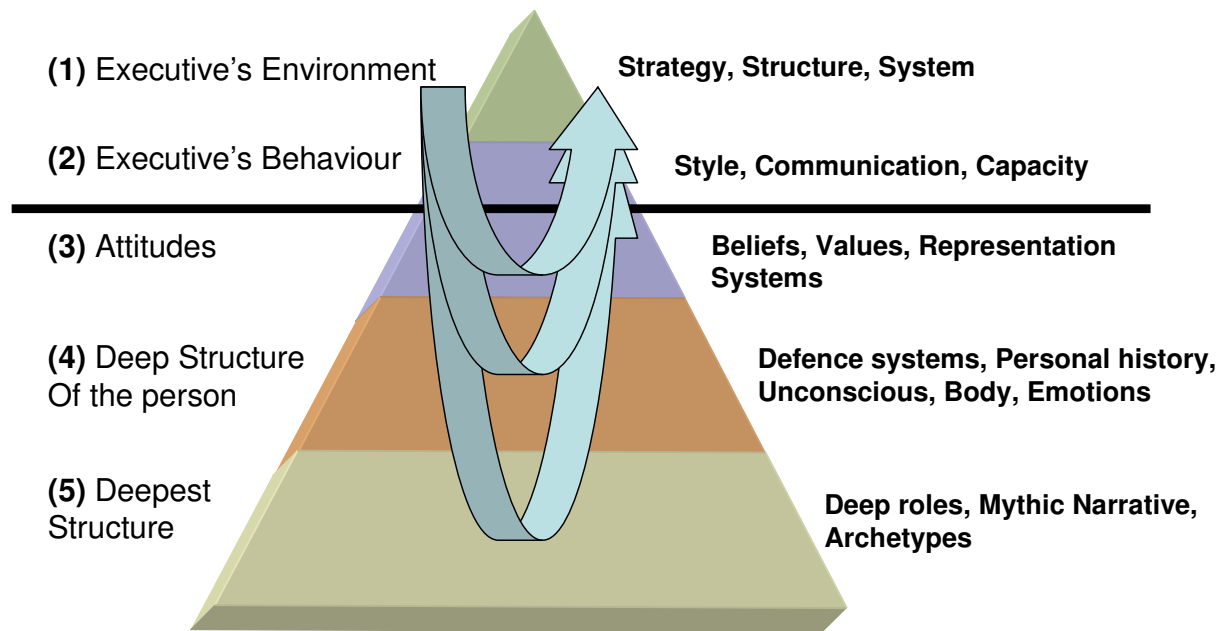 (1) Executive's Environment
Strategy, Structure, System
(2) Executive's Behaviour
Style, Communication, Capacity
(3) Attitudes
Beliefs, Values, Representation
Systems
(4) Deep Structure
Of the person
Defence systems, Personal history,
Unconscious, Body, Emotions
(5) Deepest
Structure
Deep roles, Mythic Narrative,
Archetypes